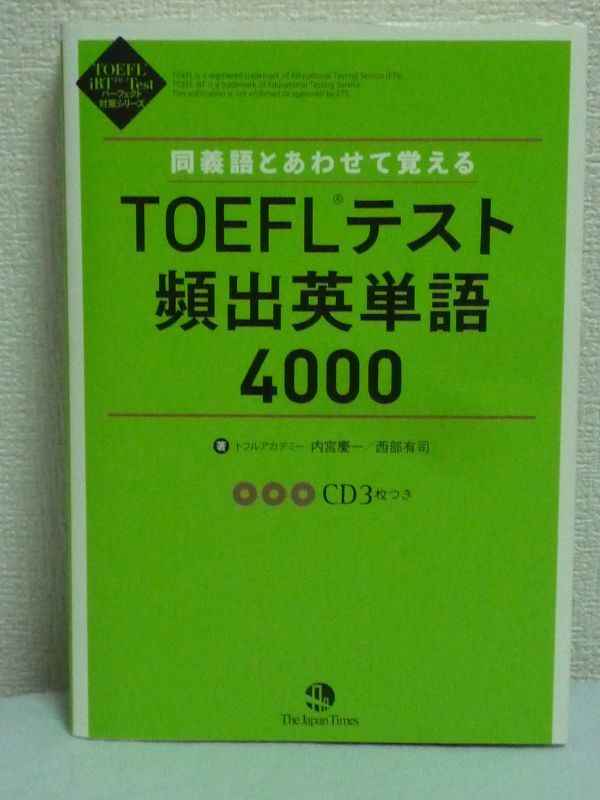 TOEFL
iBT™ Test
パーフェクト
対策シリーズ
TOEFL is a registered trademark of Educational Testing Service (ETS).
TOEFL iBT is a trademark of Educational Testing Service.
This publication is not endorsed or approved by ETS.
同義語とあわせて覚える
TOEFL®テスト
頻出英単語
4000
著 トフルアカデミー 内宮慶一／西部有司
CD3枚つき
The Japan Times